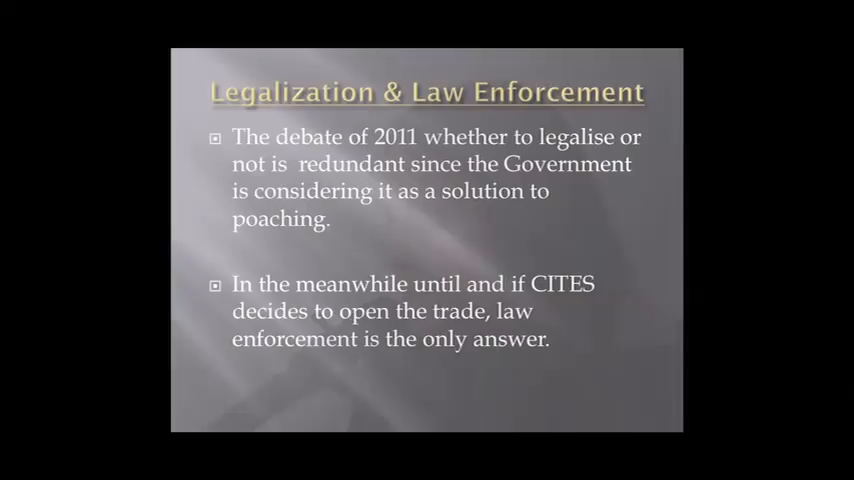 Legalization & Law Enforcement
The debate of 2011 whether to legalise or
not is redundant since the Government
is considering it as a solution to
poaching.
In the meanwhile until and if CITES
decides to open the trade, law
enforcement is the only answer.